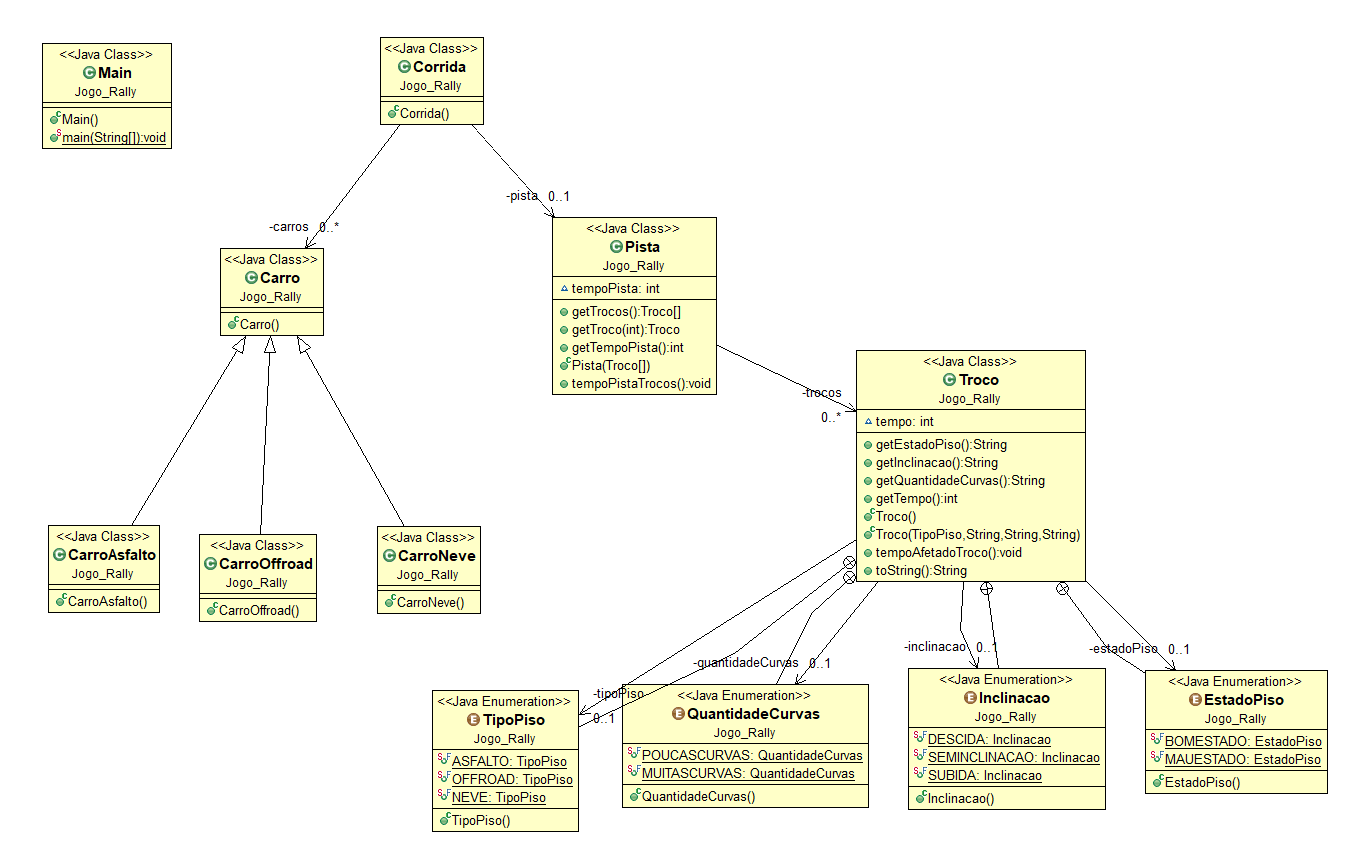 <<Java Class>>
Main
Jogo_Rally
Main()
main(String[]):void
<<Java Class>>
Corrida
Jogo_Rally
Corrida()
-carros 0..*
-pista 0..1
<<Java Class>>
Carro
Jogo_Rally
Carro()
<<Java Class>>
Pista
Jogo_Rally
tempoPista: int
getTrocos():Troco[]
getTroco(int):Troco
getTempoPista():int
Pista(Troco[])
tempoPistaTrocos():void
-trocos
0..*
<<Java Class>>
Troco
Jogo_Rally
tempo: int
getEstadoPiso():String
getInclinacao():String
getQuantidadeCurvas():String
getTempo():int
Troco()
Troco(TipoPiso,String,String,String)
tempoAfetadoTroco():void
toString():String
<<Java Class>>
CarroAsfalto
Jogo_Rally
CarroAsfalto()
<<Java Class>>
CarroOffroad
Jogo_Rally
CarroOffroad()
<<Java Class>>
CarroNeve
Jogo_Rally
CarroNeve()
-tipoPiso
0..1
-quantidadeCurvas 0..1
-inclinacao 0..1
-estadoPiso 0..1
<<Java Enumeration>>
TipoPiso
Jogo_Rally
ASFALTO: TipoPiso
OFFROAD: TipoPiso
NEVE: TipoPiso
TipoPiso()
<<Java Enumeration>>
QuantidadeCurvas
Jogo_Rally
POUCASCURVAS: QuantidadeCurvas
MUITASCURVAS: QuantidadeCurvas
QuantidadeCurvas()
<<Java Enumeration>>
Inclinacao
Jogo_Rally
DESCIDA: Inclinacao
SEMINCLINACAO: Inclinacao
SUBIDA: Inclinacao
Inclinacao()
<<Java Enumeration>>
EstadoPiso
Jogo_Rally
BOMESTADO: EstadoPiso
MAUESTADO: EstadoPiso
EstadoPiso()